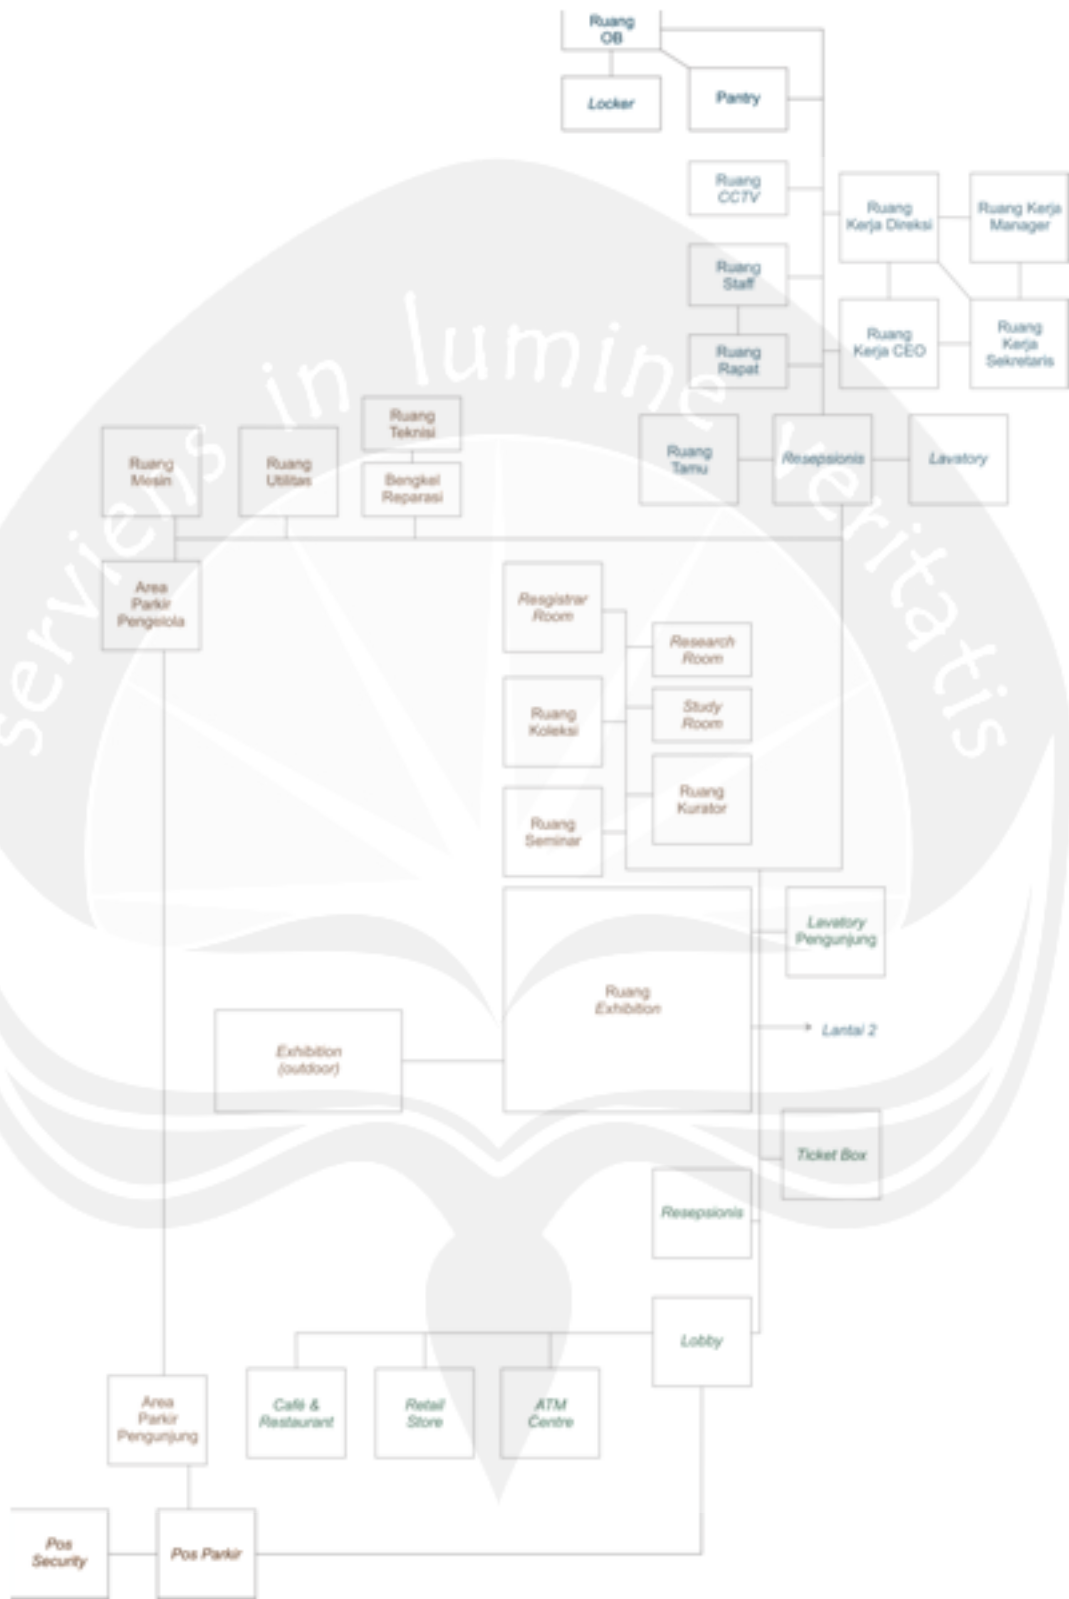 Ruang
OB
Locker
Pantry
Ruang
CCTV
Ruang
Kerja Direksi
Ruang Kerja
Manager
Ruang
Staff
Ruang
Rapat
Ruang
Kerja CEO
Ruang
Kerja
Sekretaris
Ruang
Tamu
Resepsionis
Lavatory
Ruang
Mesin
Ruang
Utilitas
Ruang
Teknisi
Bengkel
Reparasi
Area
Parkir
Pengelola
Resgistrar
Room
Research
Room
Ruang
Koleksi
Study
Room
Ruang
Kurator
Ruang
Seminar
Lavatory
Pengunjung
Ruang
Exhibition
Lantai 2
Exhibition
(outdoor)
Ticket Box
Resepsionis
Lobby
Café &
Restaurant
Retail
Store
ATM
Centre
Area
Parkir
Pengunjung
Pos
Security
Pos Parkir
serviens in lumine veritatis